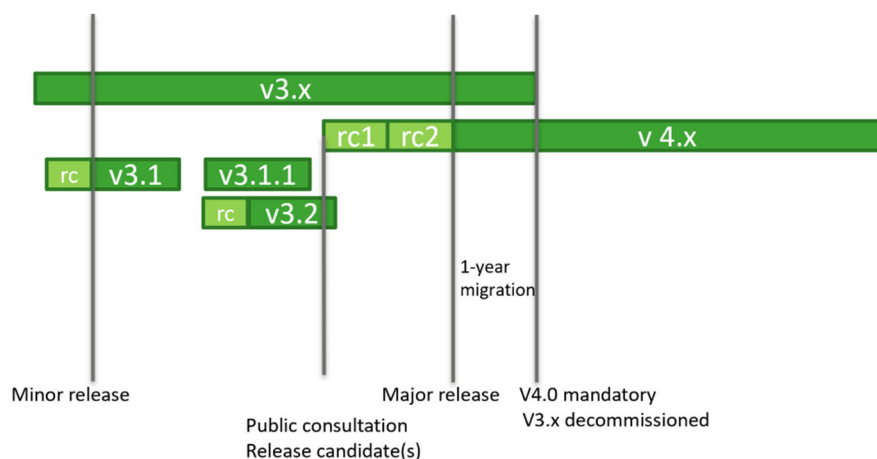 v3.x
rc1 rc2 v 4.x
rc v3.1 v3.1.1
rc v3.2
1-year
migration
Minor release
Public consultation
Release candidate(s)
Major release
V4.0 mandatory
V3.x decommissioned